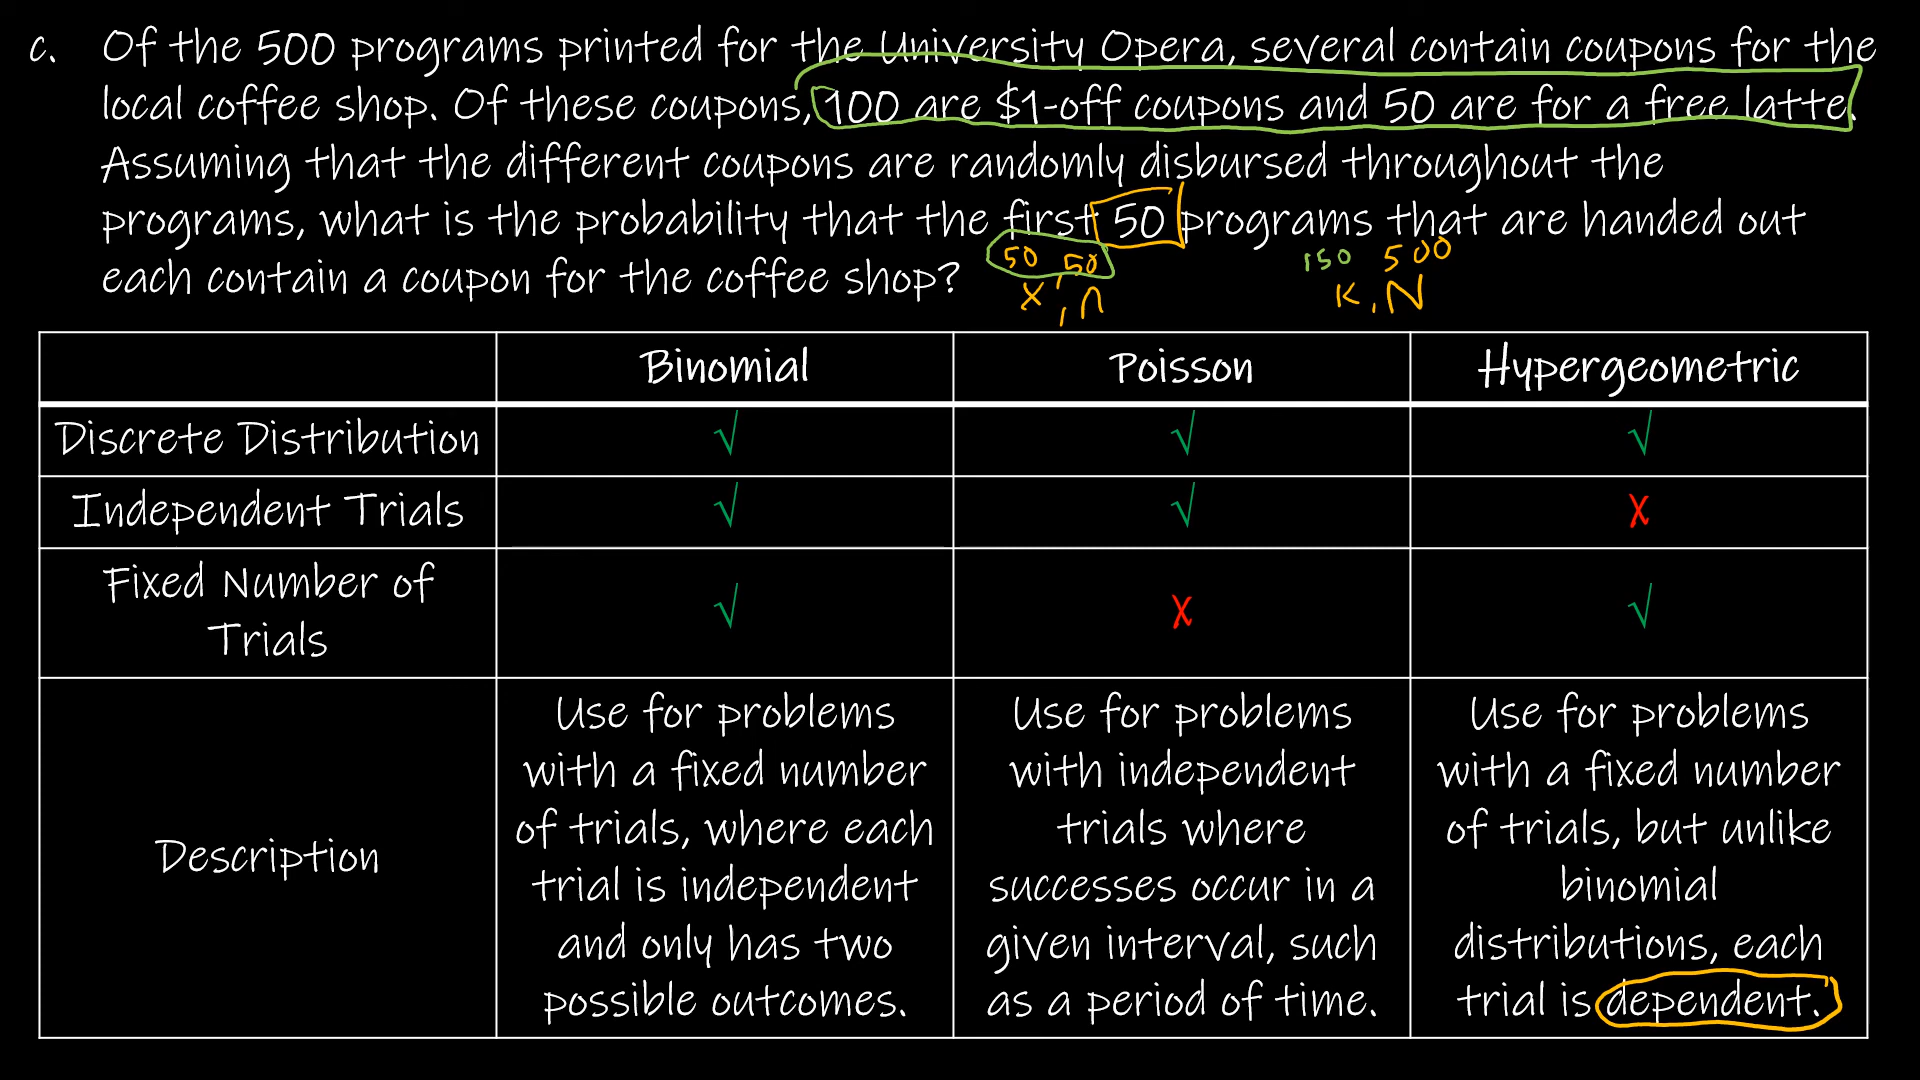 c. Of the 500 programs printed for the University Opera, several contain coupons for the
local coffee shop. Of these coupons, 100 are $1-off coupons and 50 are for a free latte.
Assuming that the different coupons are randomly disbursed throughout the
programs, what is the probability that the first 50 programs that are handed out
each contain a coupon for the coffee shop?
50, 50 150 500
x, n K, N
Binomial Poisson Hypergeometric
Discrete Distribution √ √ √
Independent Trials √ √ X
Fixed Number of
Trials
√ X √
Description
Use for problems
with a fixed number
of trials, where each
trial is independent
and only has two
possible outcomes.
Use for problems
with independent
trials where
successes occur in a
given interval, such
as a period of time.
Use for problems
with a fixed number
of trials, but unlike
binomial
distributions, each
trial is dependent.